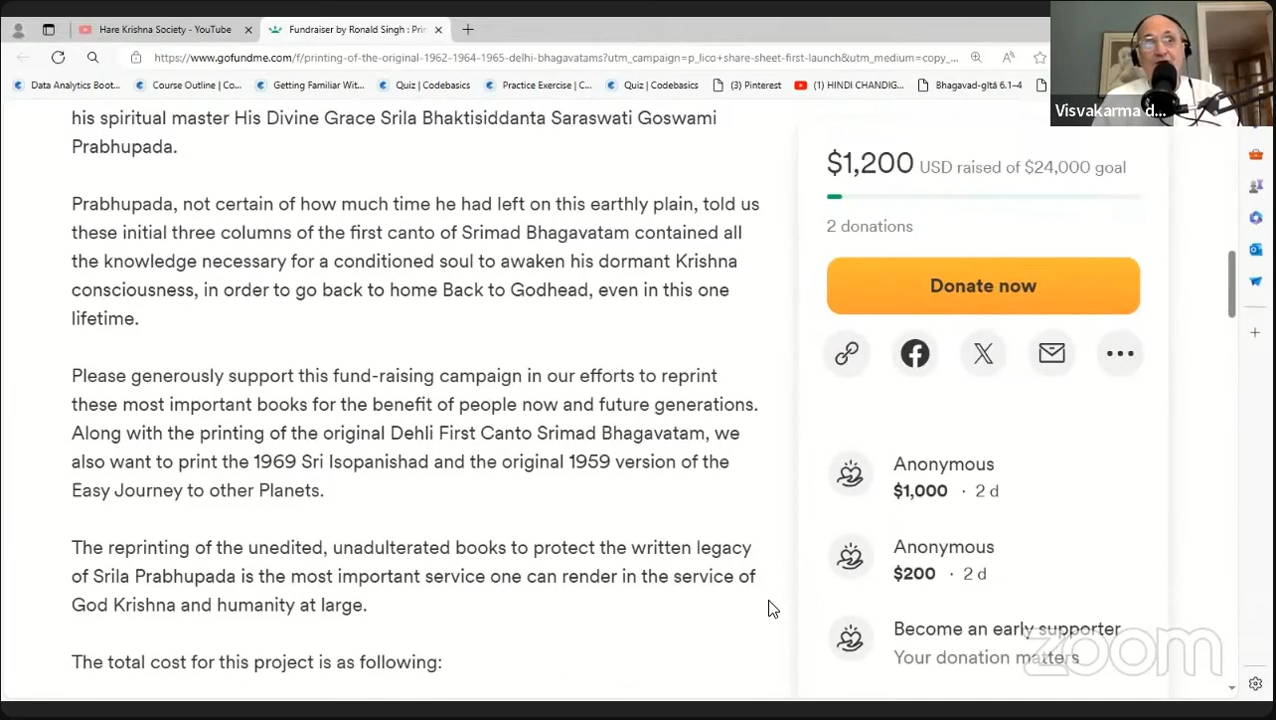 Hare Krishna Society - YouTube
Fundraiser by Ronald Singh : Prin
https://www.gofundme.com/f/printing-of-the-original-1962-1964-1965-delhi-bhagavatams?utm_campaign=p_lico+share-sheet-first-launch&utm_medium=copy_...
Data Analytics Boot...
Course Outline | Co...
Getting Familiar Wit...
Quiz | Codebasics
Practice Exercise | C...
Quiz | Codebasics
(3) Pinterest
(1) HINDI CHANDIG...
Bhagavad-gītā 6.1–4
Visvakarma d...
his spiritual master His Divine Grace Srila Bhaktisiddanta Saraswati Goswami
Prabhupada.
Prabhupada, not certain of how much time he had left on this earthly plain, told us
these initial three columns of the first canto of Srimad Bhagavatam contained all
the knowledge necessary for a conditioned soul to awaken his dormant Krishna
consciousness, in order to go back to home Back to Godhead, even in this one
lifetime.
Please generously support this fund-raising campaign in our efforts to reprint
these most important books for the benefit of people now and future generations.
Along with the printing of the original Dehli First Canto Srimad Bhagavatam, we
also want to print the 1969 Sri Isopanishad and the original 1959 version of the
Easy Journey to other Planets.
The reprinting of the unedited, unadulterated books to protect the written legacy
of Srila Prabhupada is the most important service one can render in the service of
God Krishna and humanity at large.
The total cost for this project is as following:
$1,200 USD raised of $24,000 goal
2 donations
Donate now
Anonymous
$1,000 · 2 d
Anonymous
$200 · 2 d
Become an early supporter
Your donation matters
zoom